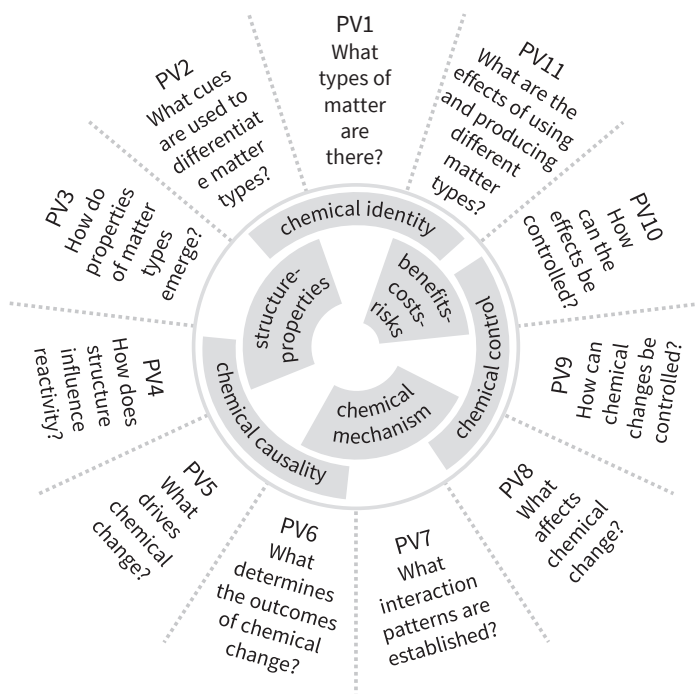 PV1
What
types of
matter
are
there?
PV2
What cues
are used to
differentiat
e matter
types?
PV3
How do
properties
of matter
types
emerge?
PV4
How does
structure
influence
reactivity?
PV5
What
drives
chemical
change?
PV6
What
determines
the outcomes
of chemical
change?
PV7
What
interaction
patterns are
established?
PV8
What
affects
chemical
change?
PV9
How can
chemical
changes be
controlled?
PV10
How
can the
effects be
controlled?
PV11
What are the
effects of using
and producing
different
matter
types?
chemical identity
structure-
properties
benefits-
costs-
risks
chemical control
chemical
mechanism
chemical causality